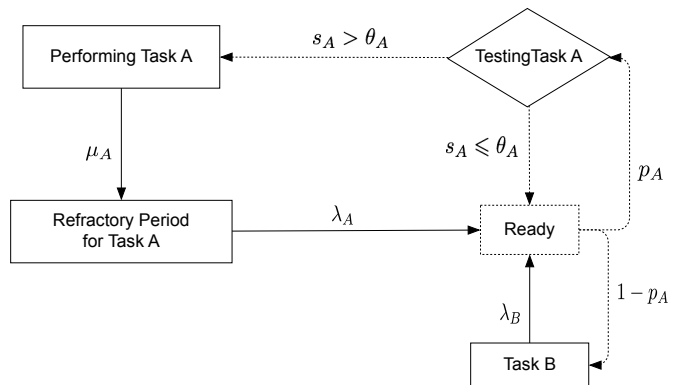 s_A > θ_A
Performing Task A
TestingTask A
μ_A
s_A ⩽ θ_A
p_A
Refractory Period
for Task A
λ_A
Ready
λ_B
1 − p_A
Task B